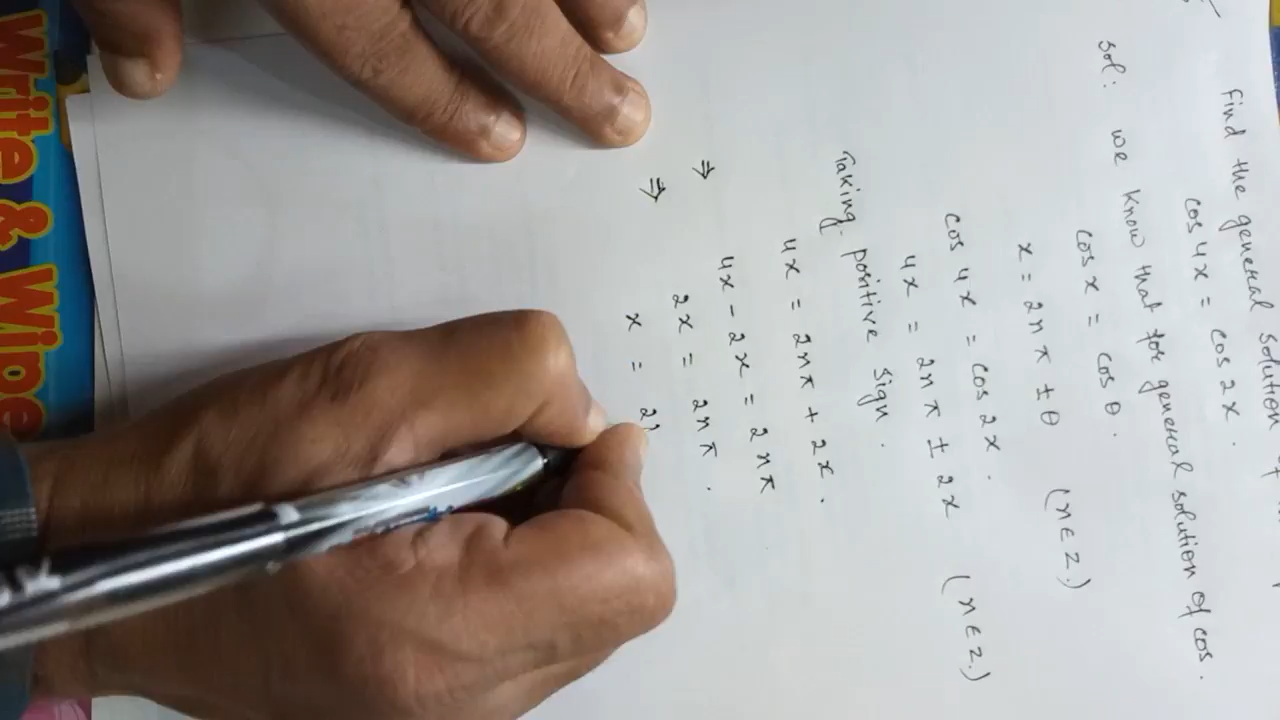 Find the general solution of
cos 4x = cos 2x.
Sol: we know that for general solution of cos.
cos x = cos θ.
x = 2nπ ± θ (n ∈ Z.)
cos 4x = cos 2x.
4x = 2nπ ± 2x (n ∈ Z.)
Taking positive sign.
4x = 2nπ + 2x.
⇒ 4x - 2x = 2nπ
⇒ 2x = 2nπ.
x = 2
Write & Wipe